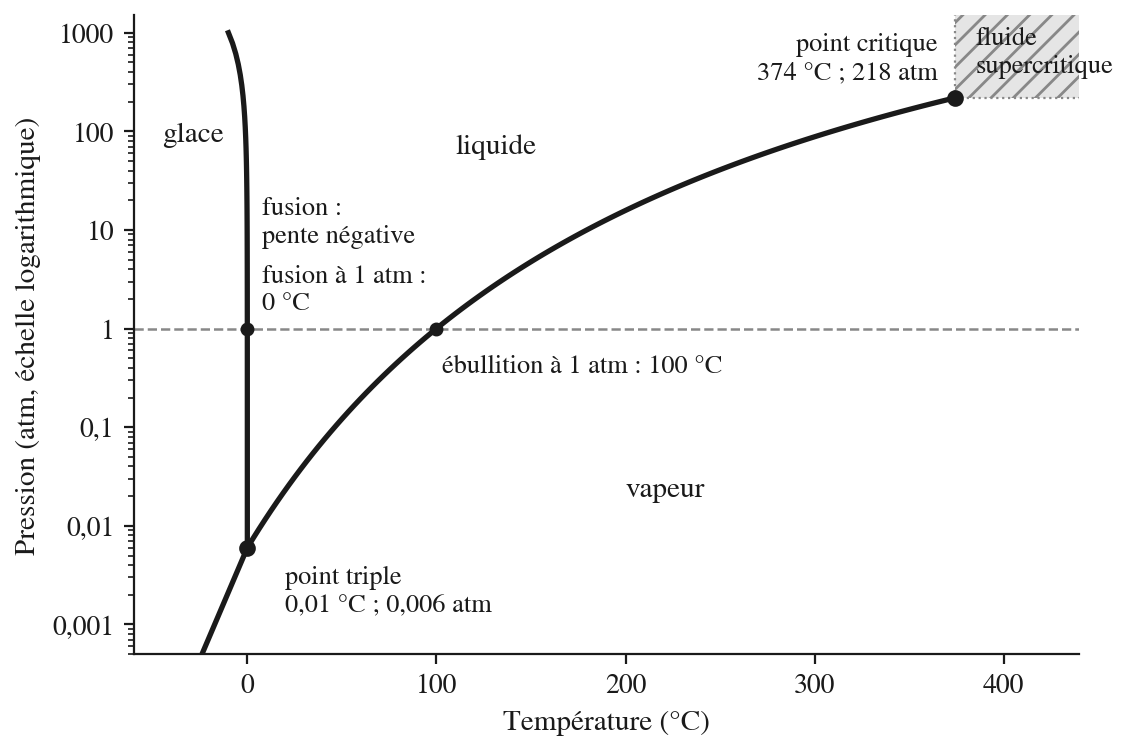 Pression (atm, échelle logarithmique)
1000
100
10
1
0,1
0,01
0,001
glace
liquide
point critique
374 °C ; 218 atm
fluide
supercritique
fusion :
pente négative
fusion à 1 atm :
0 °C
ébullition à 1 atm : 100 °C
vapeur
point triple
0,01 °C ; 0,006 atm
0
100
200
300
400
Température (°C)